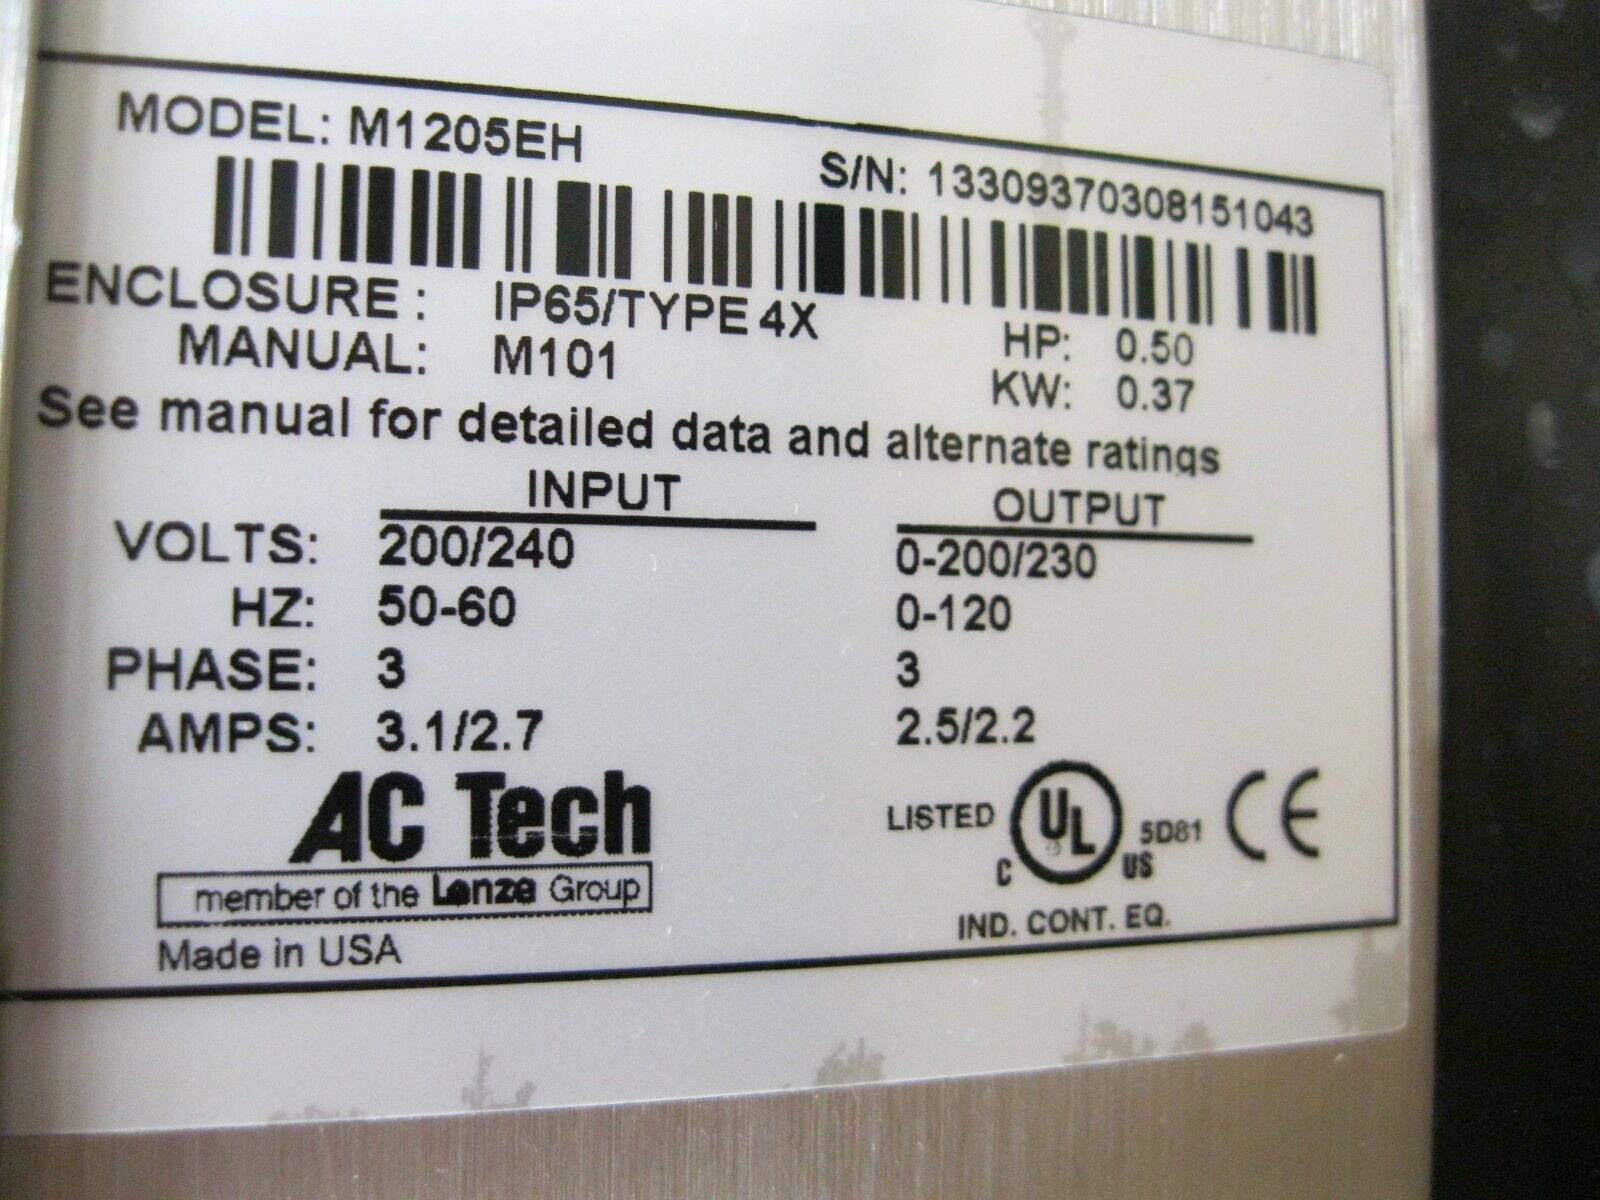 MODEL: M1205EH
S/N: 13309370308151043
ENCLOSURE: IP65/TYPE 4X
MANUAL: M101
HP: 0.50
KW: 0.37
See manual for detailed data and alternate ratings
INPUT OUTPUT
VOLTS: 200/240 0-200/230
HZ: 50-60 0-120
PHASE: 3 3
AMPS: 3.1/2.7 2.5/2.2
AC Tech
member of the Lenze Group
Made in USA
LISTED C UL US 5D81 CE
IND. CONT. EQ.